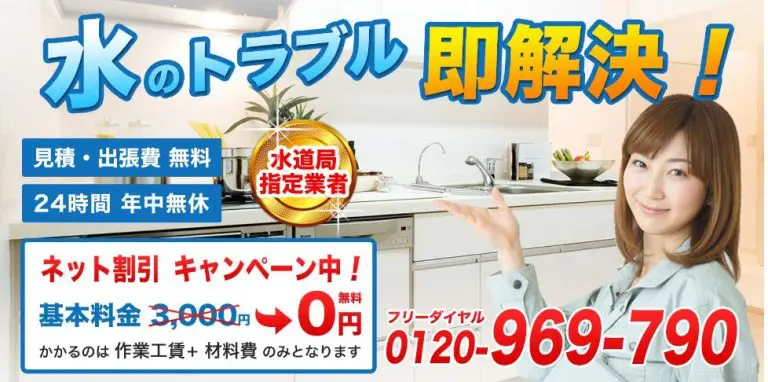 水のトラブル 即解決！
見積・出張費 無料
24時間 年中無休
水道局
指定業者
ネット割引 キャンペーン中！
基本料金 3,000円 → 0円 無料
かかるのは 作業工賃+ 材料費 のみとなります
フリーダイヤル
0120-969-790